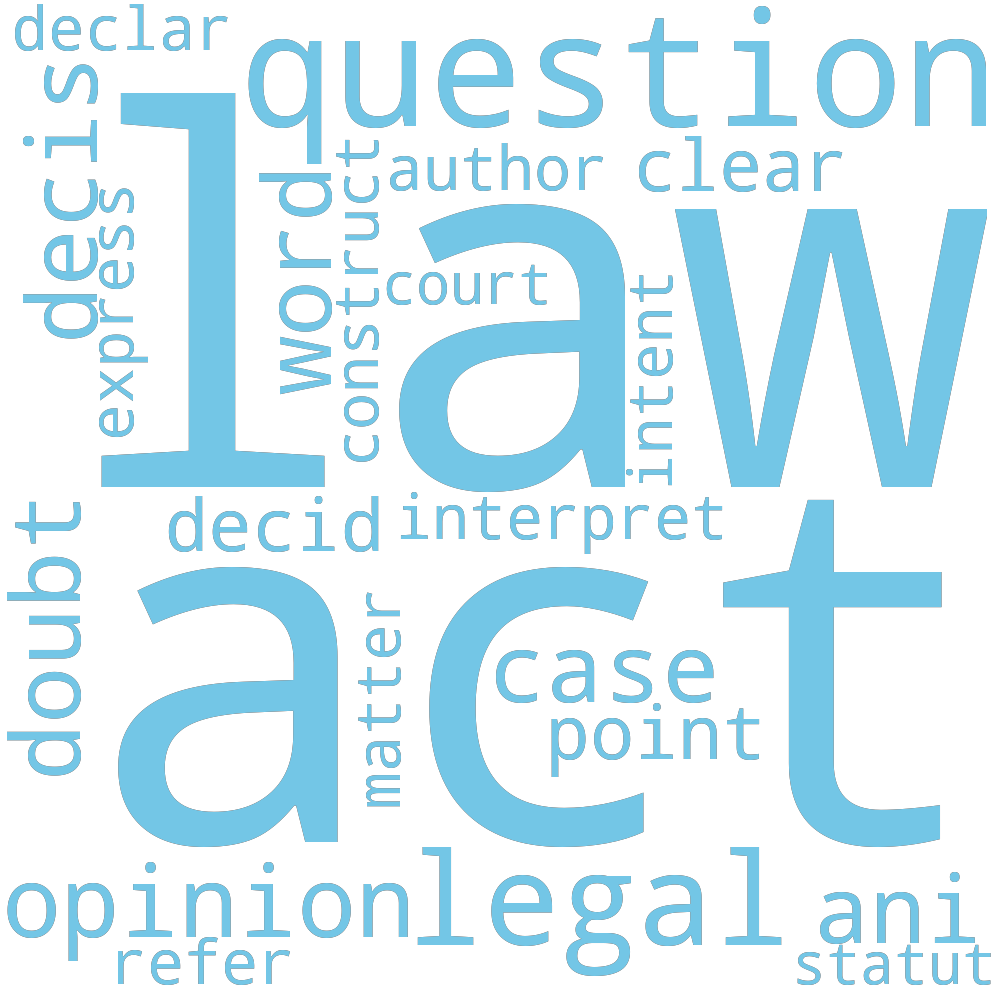 declar
question
decis
law
express
word
construct
author
clear
court
intent
decid
interpret
doubt
act
matter
case
point
opinion
legal
ani
refer
statut